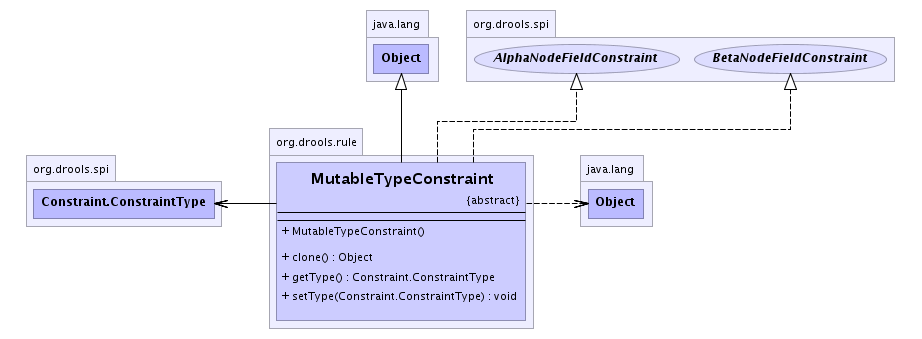 java.lang
Object
org.drools.spi
AlphaNodeFieldConstraint
BetaNodeFieldConstraint
org.drools.rule
MutableTypeConstraint
{abstract}
+ MutableTypeConstraint()
+ clone() : Object
+ getType() : Constraint.ConstraintType
+ setType(Constraint.ConstraintType) : void
org.drools.spi
Constraint.ConstraintType
java.lang
Object